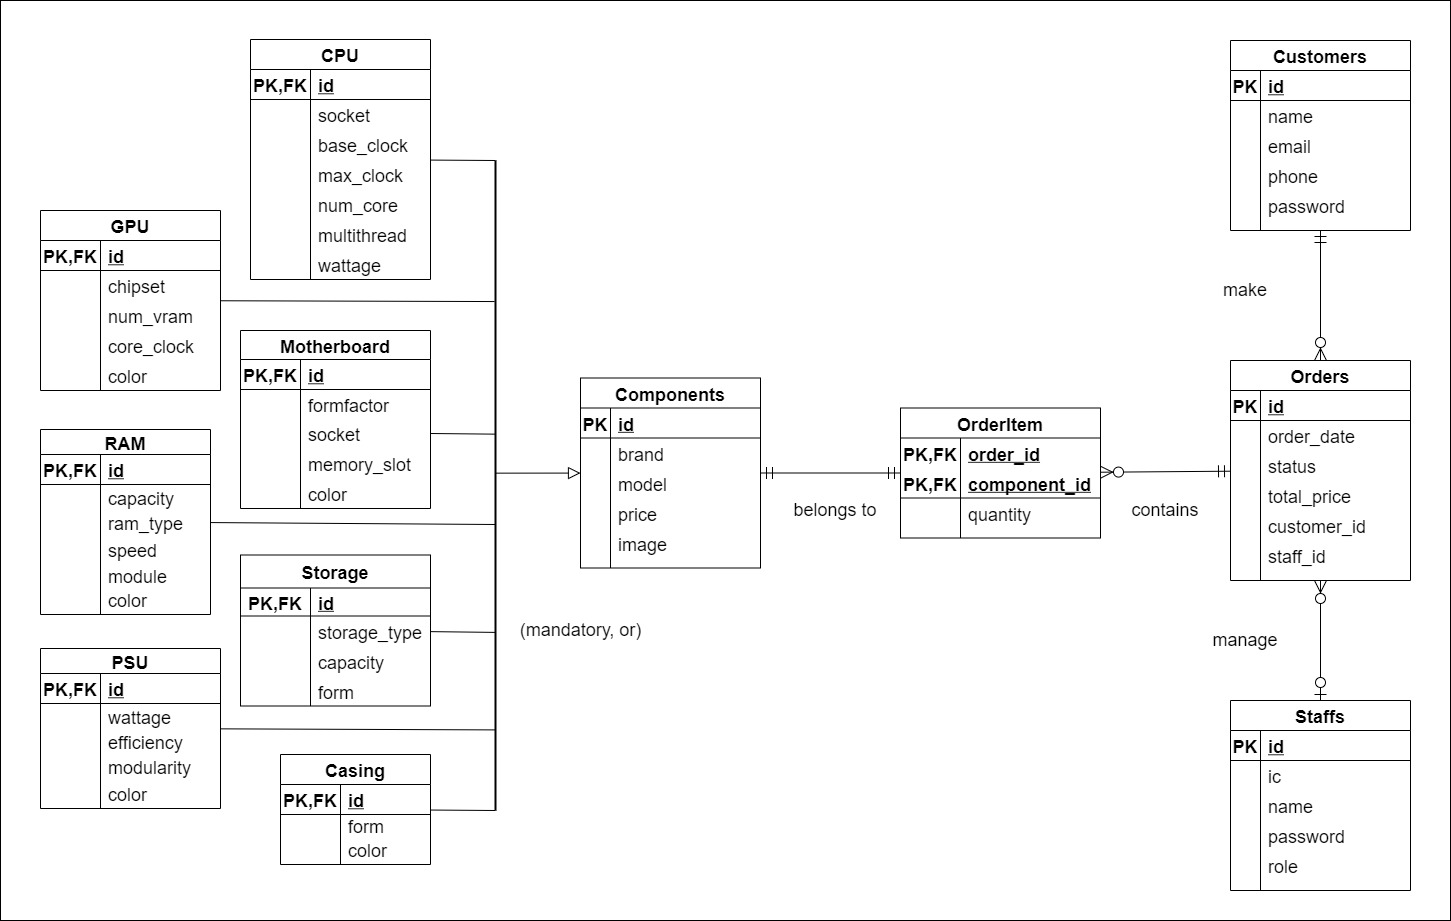 CPU
PK,FK id
socket
base_clock
max_clock
num_core
multithread
wattage
GPU
PK,FK id
chipset
num_vram
core_clock
color
Motherboard
PK,FK id
formfactor
socket
memory_slot
color
RAM
PK,FK id
capacity
ram_type
speed
module
color
Storage
PK,FK id
storage_type
capacity
form
PSU
PK,FK id
wattage
efficiency
modularity
color
Casing
PK,FK id
form
color
(mandatory, or)
Components
PK id
brand
model
price
image
belongs to
OrderItem
PK,FK order_id
PK,FK component_id
quantity
contains
Customers
PK id
name
email
phone
password
make
Orders
PK id
order_date
status
total_price
customer_id
staff_id
manage
Staffs
PK id
ic
name
password
role